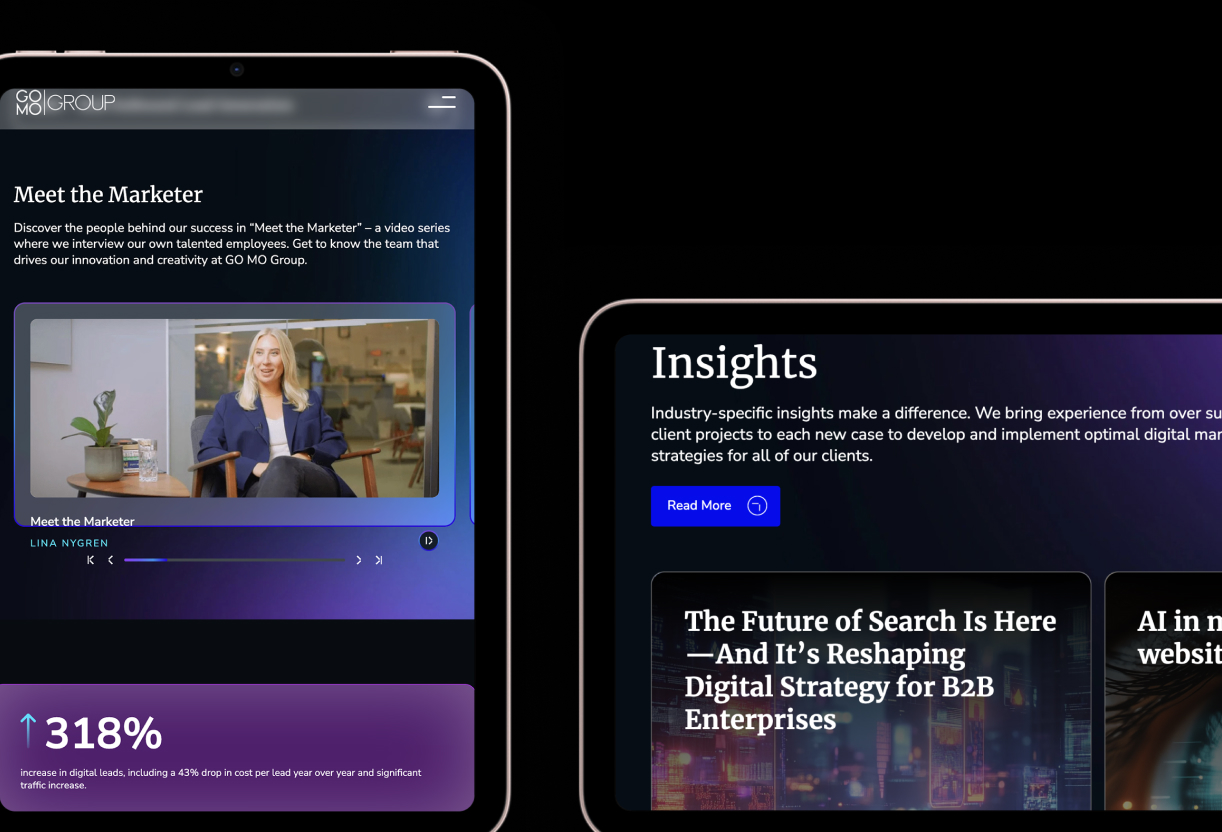 GO
MO GROUP
Meet the Marketer
Discover the people behind our success in “Meet the Marketer” – a video series
where we interview our own talented employees. Get to know the team that
drives our innovation and creativity at GO MO Group.
Meet the Marketer
LINA NYGREN
318%
increase in digital leads, including a 43% drop in cost per lead year over year and significant
traffic increase.
Insights
Industry-specific insights make a difference. We bring experience from over su
client projects to each new case to develop and implement optimal digital mar
strategies for all of our clients.
Read More
The Future of Search Is Here
—And It’s Reshaping
Digital Strategy for B2B
Enterprises
AI in
websit